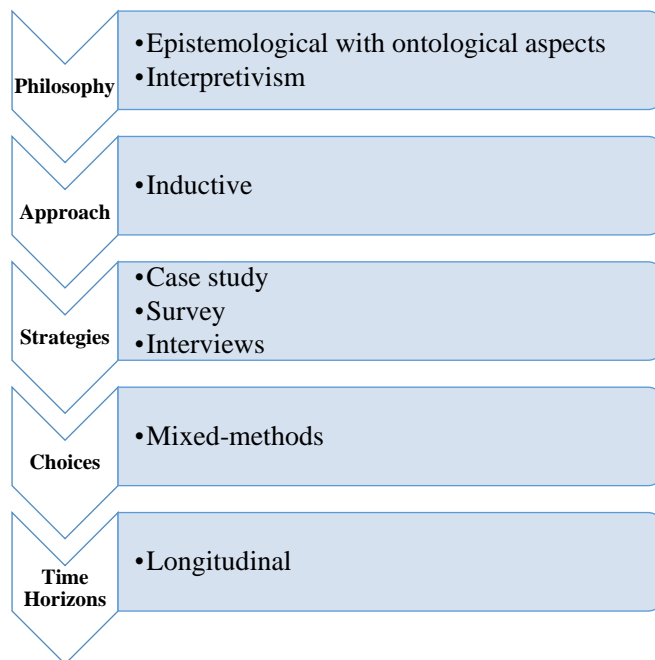 Philosophy
•Epistemological with ontological aspects
•Interpretivism
Approach
•Inductive
Strategies
•Case study
•Survey
•Interviews
Choices
•Mixed-methods
Time
Horizons
•Longitudinal